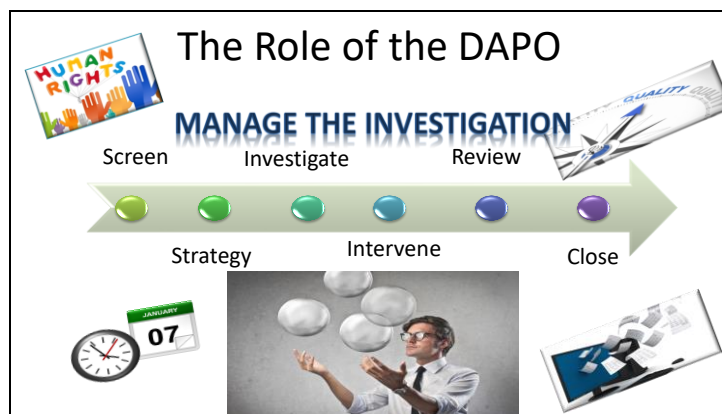 The Role of the DAPO
HUMAN
RIGHTS
QUALITY
MANAGE THE INVESTIGATION
Screen
Investigate
Review
Strategy
Intervene
Close
JANUARY
07